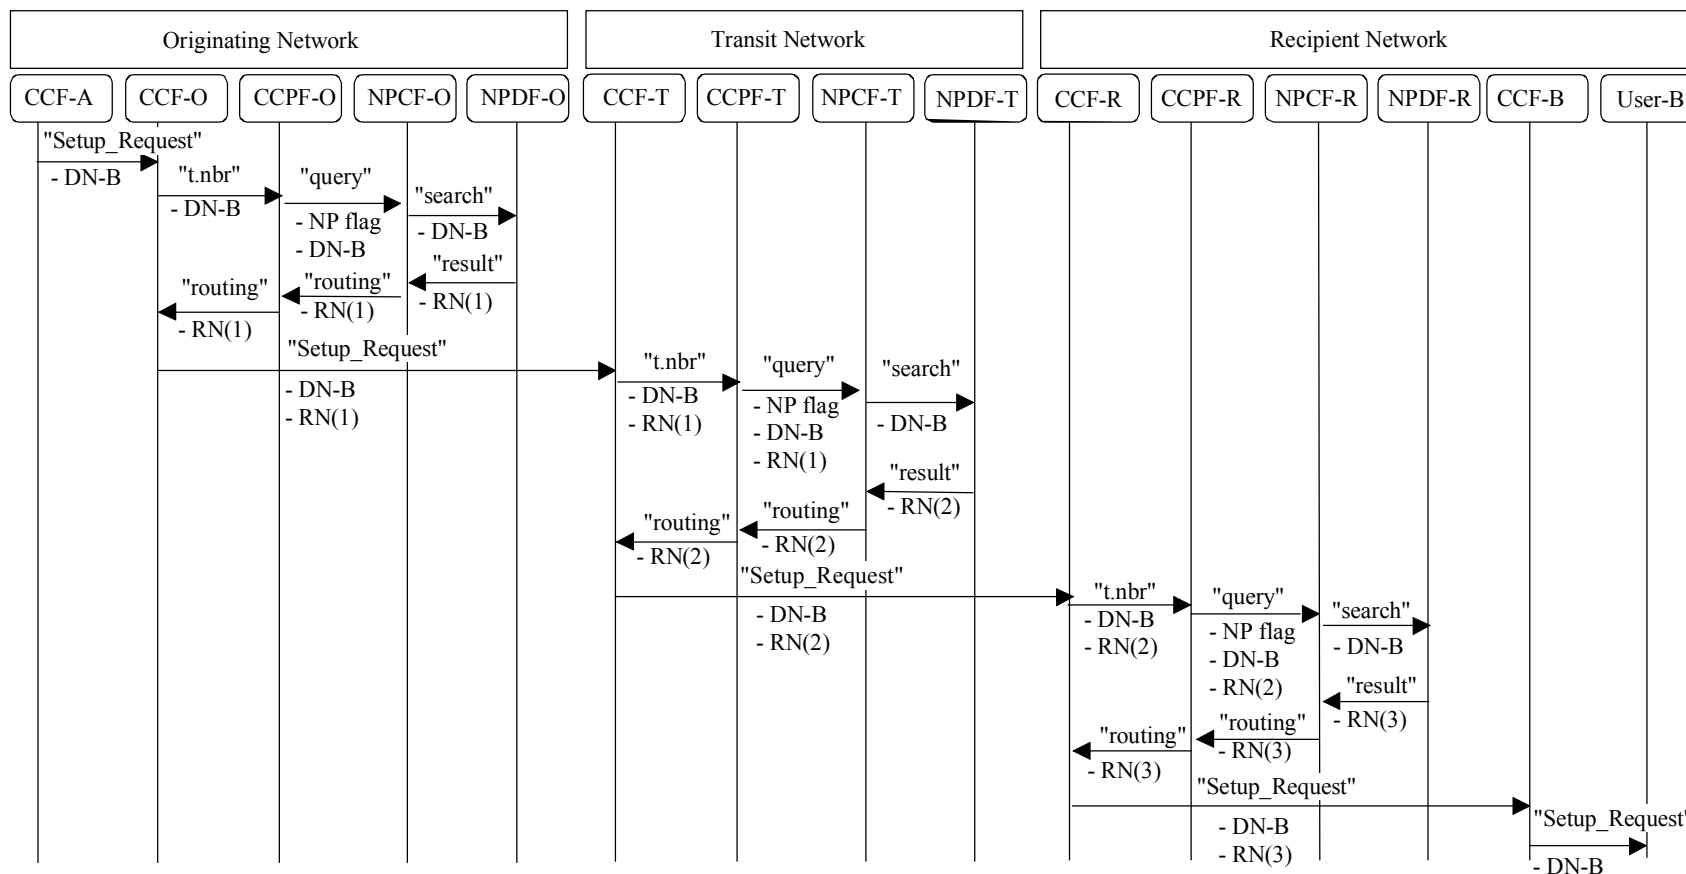 Originating Network
Transit Network
Recipient Network
CCF-A
CCF-O
CCPF-O
NPCF-O
NPDF-O
CCF-T
CCPF-T
NPCF-T
NPDF-T
CCF-R
CCPF-R
NPCF-R
NPDF-R
CCF-B
User-B
"Setup_Request"
- DN-B
"t.nbr"
- DN-B
"query"
- NP flag
- DN-B
"search"
- DN-B
"result"
- RN(1)
"routing"
- RN(1)
"routing"
- RN(1)
"Setup_Request"
- DN-B
- RN(1)
"t.nbr"
- DN-B
- RN(1)
"query"
- NP flag
- DN-B
- RN(1)
"search"
- DN-B
"result"
- RN(2)
"routing"
- RN(2)
"routing"
- RN(2)
"Setup_Request"
- DN-B
- RN(2)
"t.nbr"
- DN-B
- RN(2)
"query"
- NP flag
- DN-B
- RN(2)
"search"
- DN-B
"result"
- RN(3)
"routing"
- RN(3)
"routing"
- RN(3)
"Setup_Request"
- DN-B
- RN(3)
"Setup_Request"
- DN-B